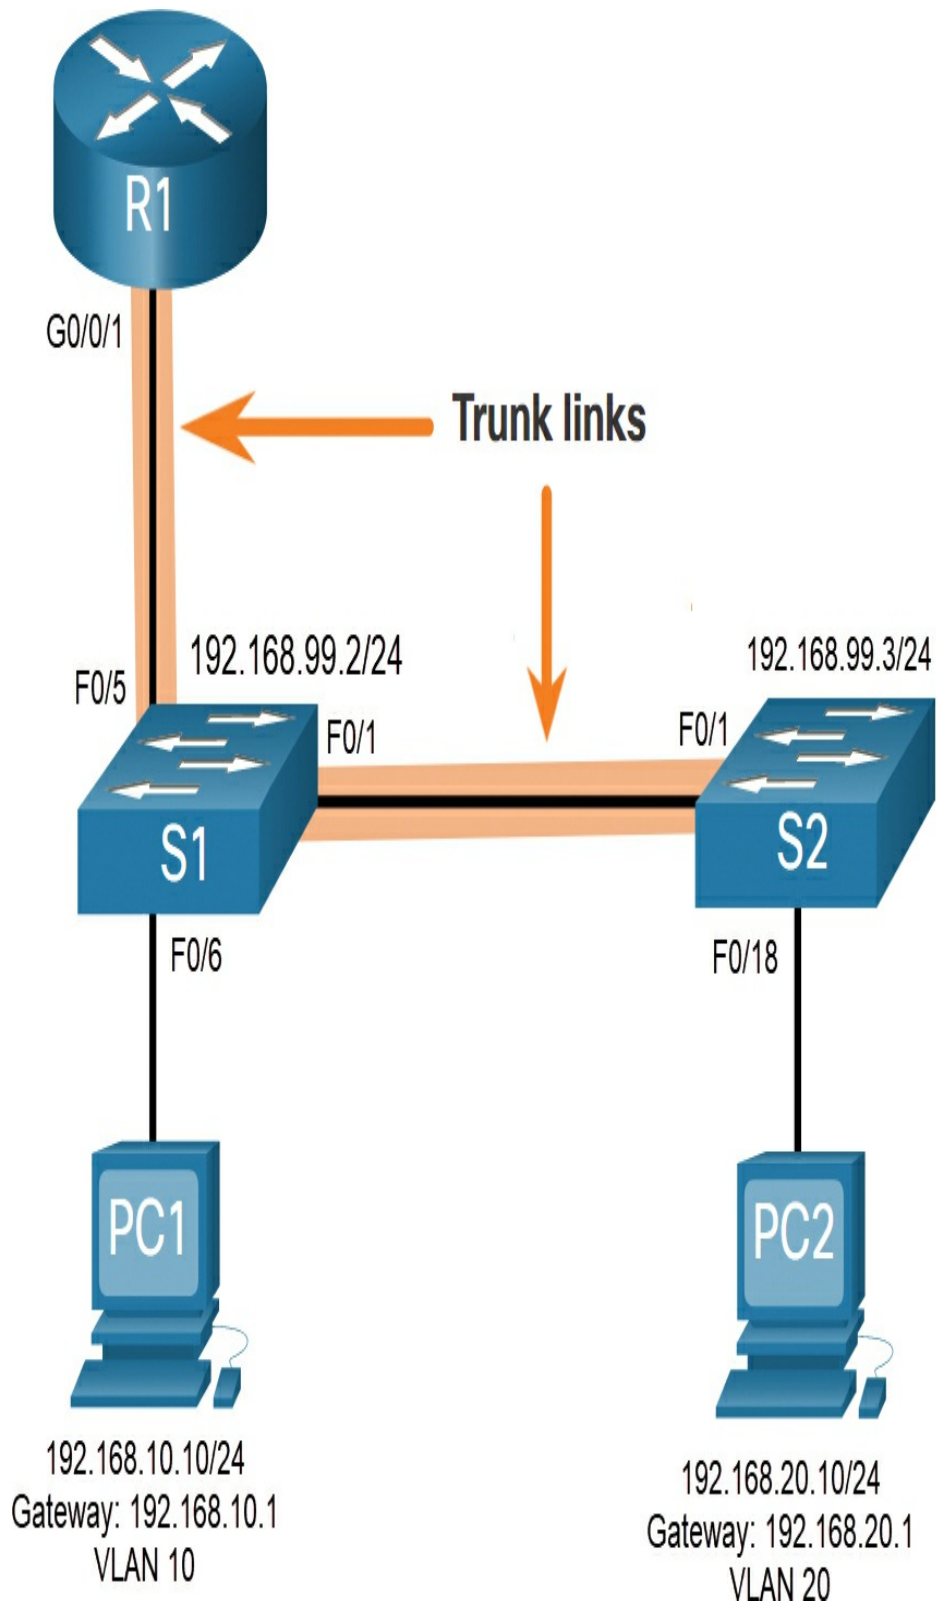 R1
G0/0/1
Trunk links
192.168.99.2/24
192.168.99.3/24
F0/5
F0/1
F0/1
S1
S2
F0/6
F0/18
PC1
PC2
192.168.10.10/24
Gateway: 192.168.10.1
VLAN 10
192.168.20.10/24
Gateway: 192.168.20.1
VLAN 20